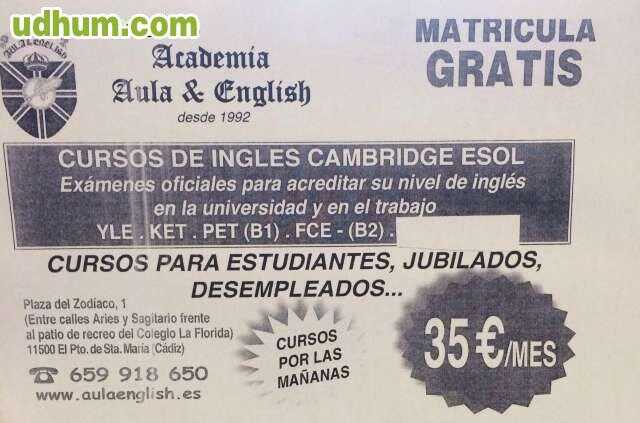 udhum.com
AULA & ENGLISH
Academia
Aula & English
desde 1992
MATRICULA
GRATIS
CURSOS DE INGLES CAMBRIDGE ESOL
Exámenes oficiales para acreditar su nivel de inglés
en la universidad y en el trabajo
YLE . KET . PET (B1) . FCE - (B2) .
CURSOS PARA ESTUDIANTES, JUBILADOS,
DESEMPLEADOS...
Plaza del Zodíaco, 1
(Entre calles Aries y Sagitario frente
al patio de recreo del Colegio La Florida)
11500 El Pto. de Sta. María (Cádiz)
☎ 659 918 650
www.aulaenglish.es
CURSOS
POR LAS
MAÑANAS
35 €/MES